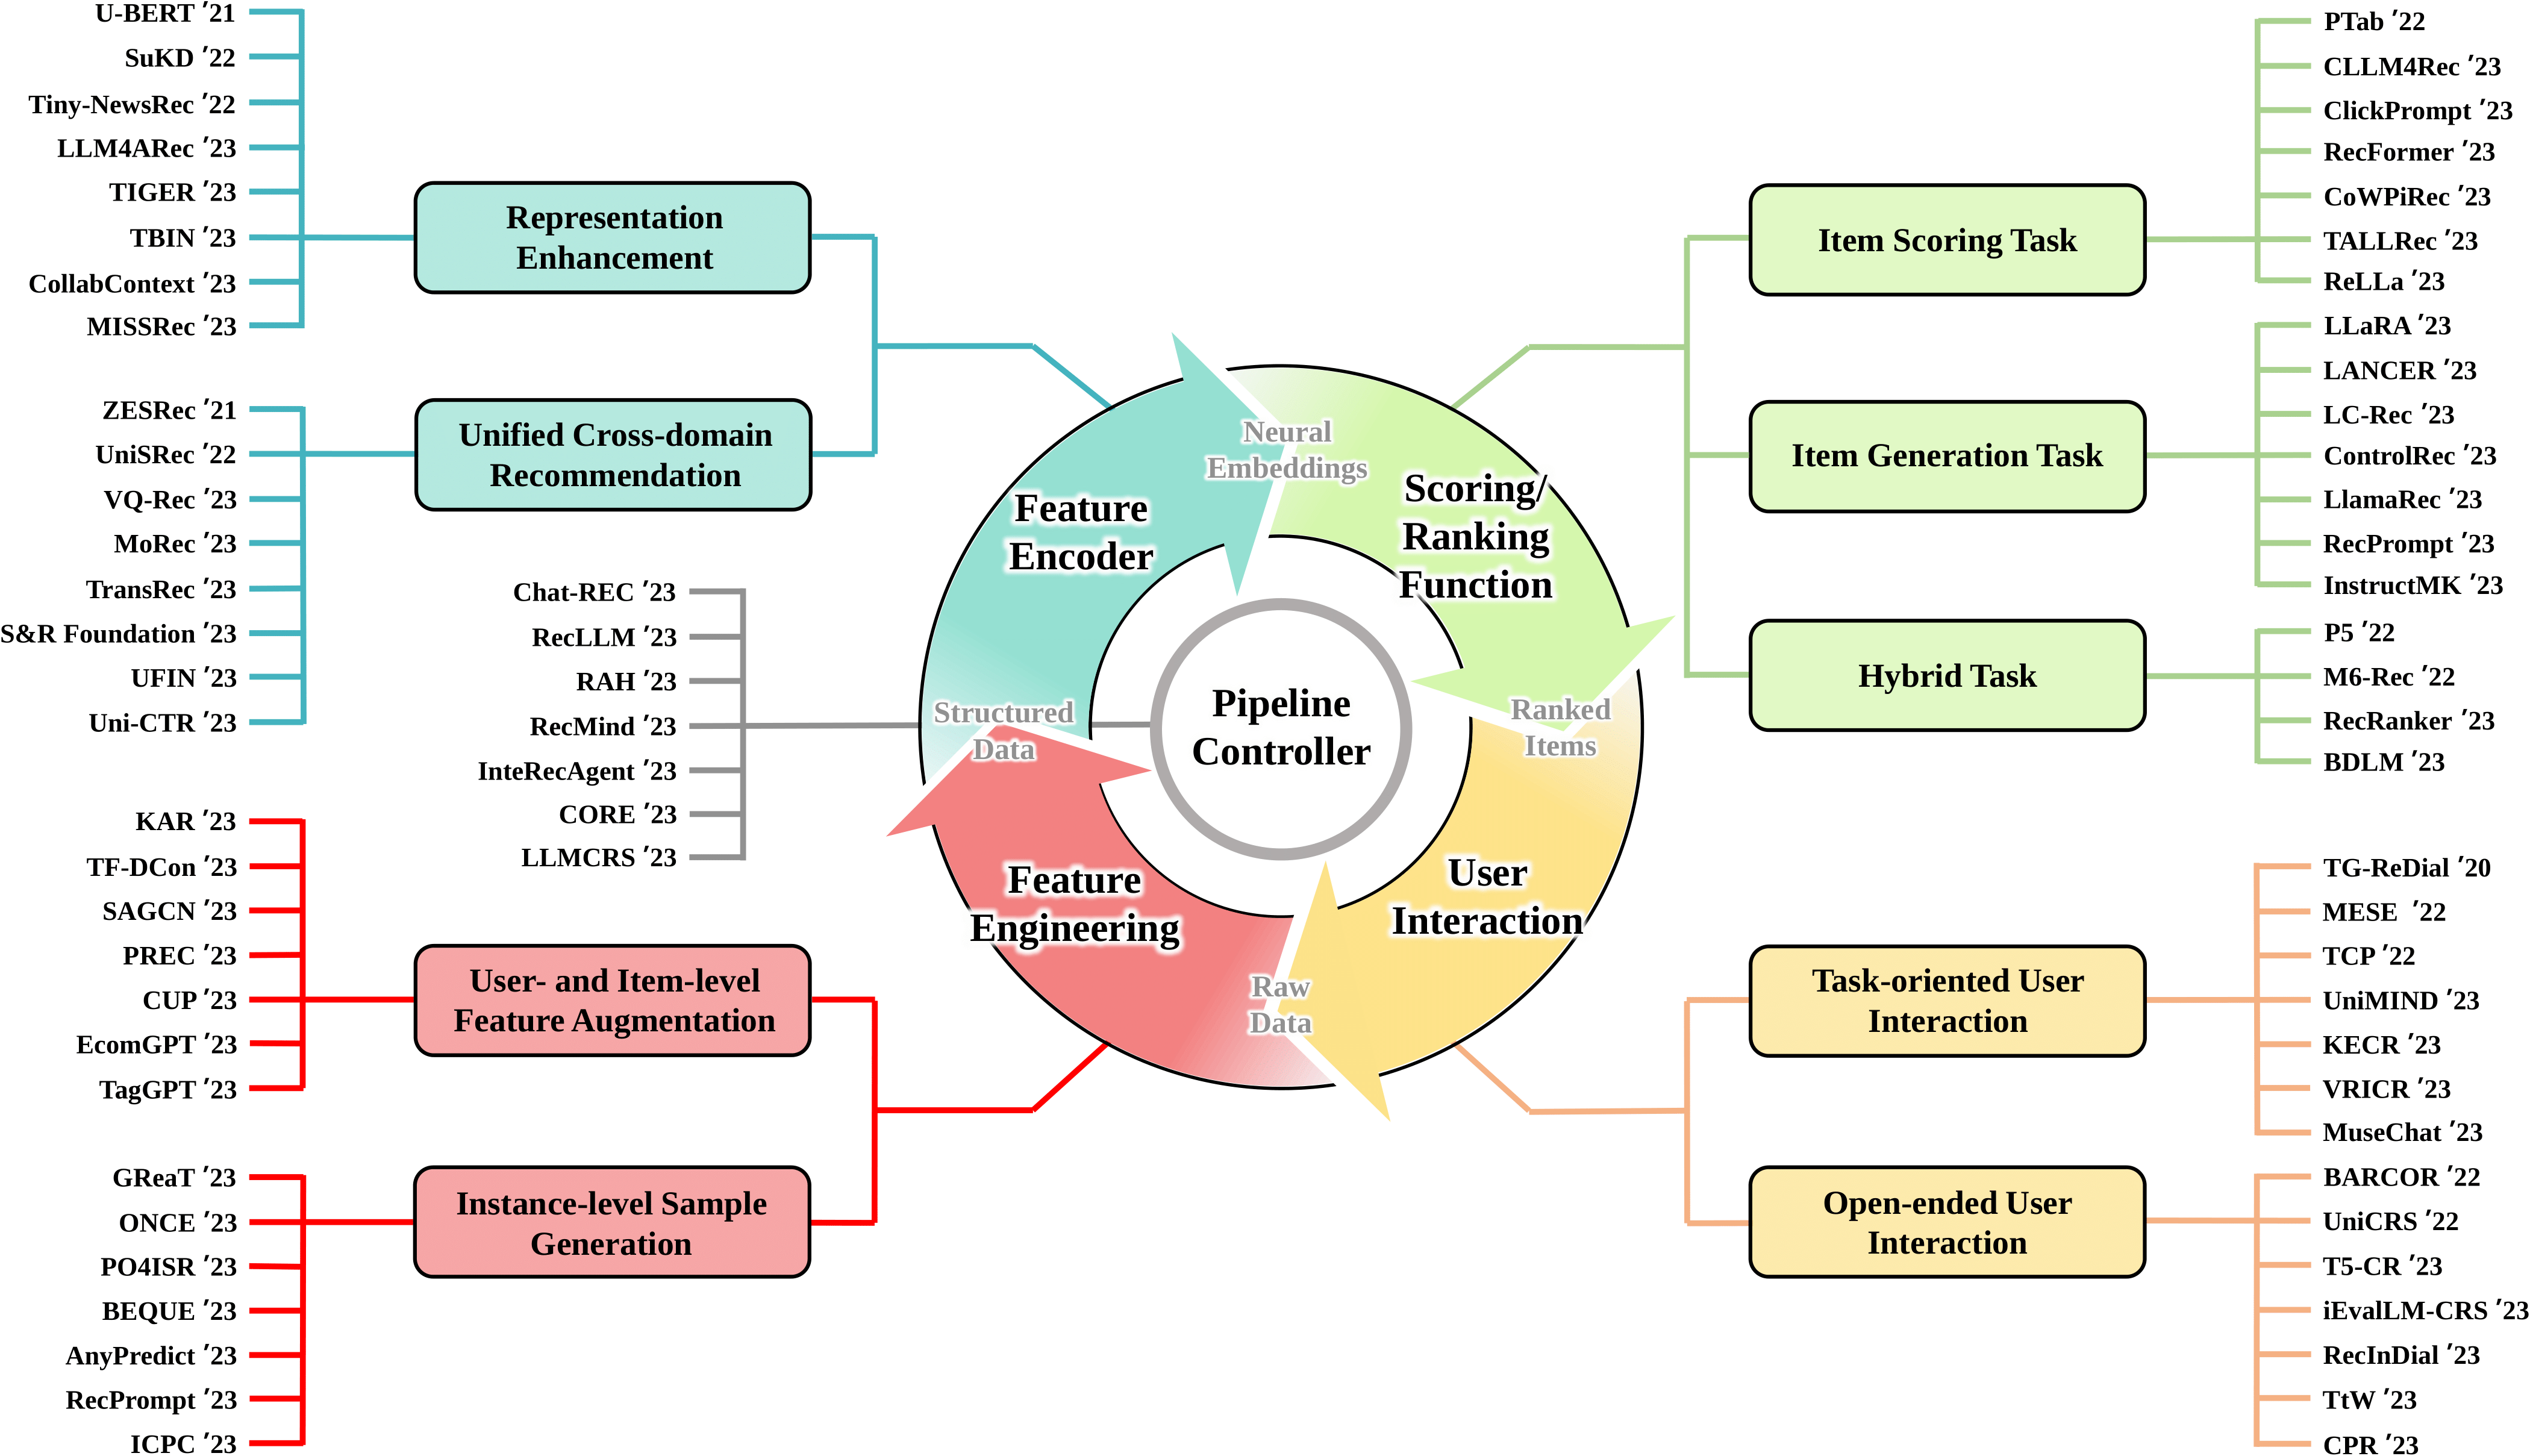 U-BERT ’21
SuKD ’22
Tiny-NewsRec ’22
LLM4ARec ’23
TIGER ’23
TBIN ’23
CollabContext ’23
MISSRec ’23
Representation
Enhancement
ZESRec ’21
UniSRec ’22
VQ-Rec ’23
MoRec ’23
TransRec ’23
S&R Foundation ’23
UFIN ’23
Uni-CTR ’23
Unified Cross-domain
Recommendation
Chat-REC ’23
RecLLM ’23
RAH ’23
RecMind ’23
InteRecAgent ’23
CORE ’23
LLMCRS ’23
KAR ’23
TF-DCon ’23
SAGCN ’23
PREC ’23
CUP ’23
EcomGPT ’23
TagGPT ’23
User- and Item-level
Feature Augmentation
GReaT ’23
ONCE ’23
PO4ISR ’23
BEQUE ’23
AnyPredict ’23
RecPrompt ’23
ICPC ’23
Instance-level Sample
Generation
Neural
Embeddings
Feature
Encoder
Scoring/
Ranking
Function
Structured
Data
Pipeline
Controller
Ranked
Items
Feature
Engineering
User
Interaction
Raw
Data
Item Scoring Task
PTab ’22
CLLM4Rec ’23
ClickPrompt ’23
RecFormer ’23
CoWPiRec ’23
TALLRec ’23
ReLLa ’23
Item Generation Task
LLaRA ’23
LANCER ’23
LC-Rec ’23
ControlRec ’23
LlamaRec ’23
RecPrompt ’23
InstructMK ’23
Hybrid Task
P5 ’22
M6-Rec ’22
RecRanker ’23
BDLM ’23
Task-oriented User
Interaction
TG-ReDial ’20
MESE ’22
TCP ’22
UniMIND ’23
KECR ’23
VRICR ’23
MuseChat ’23
Open-ended User
Interaction
BARCOR ’22
UniCRS ’22
T5-CR ’23
iEvalLM-CRS ’23
RecInDial ’23
TtW ’23
CPR ’23